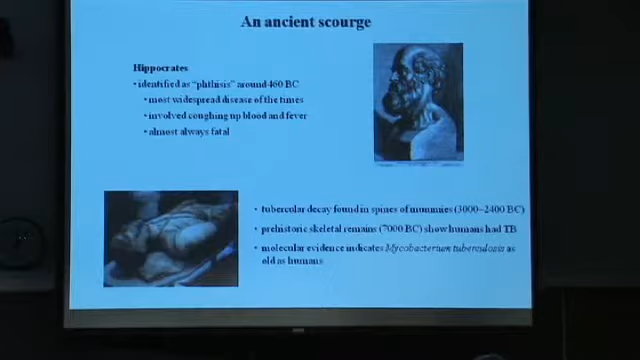 An ancient scourge
Hippocrates
• identified as "phthisis" around 460 BC
• most widespread disease of the times
• involved coughing up blood and fever
• almost always fatal
• tubercular decay found in spines of mummies (3000–2400 BC)
• prehistoric skeletal remains (7000 BC) show humans had TB
• molecular evidence indicates Mycobacterium tuberculosis as
old as humans